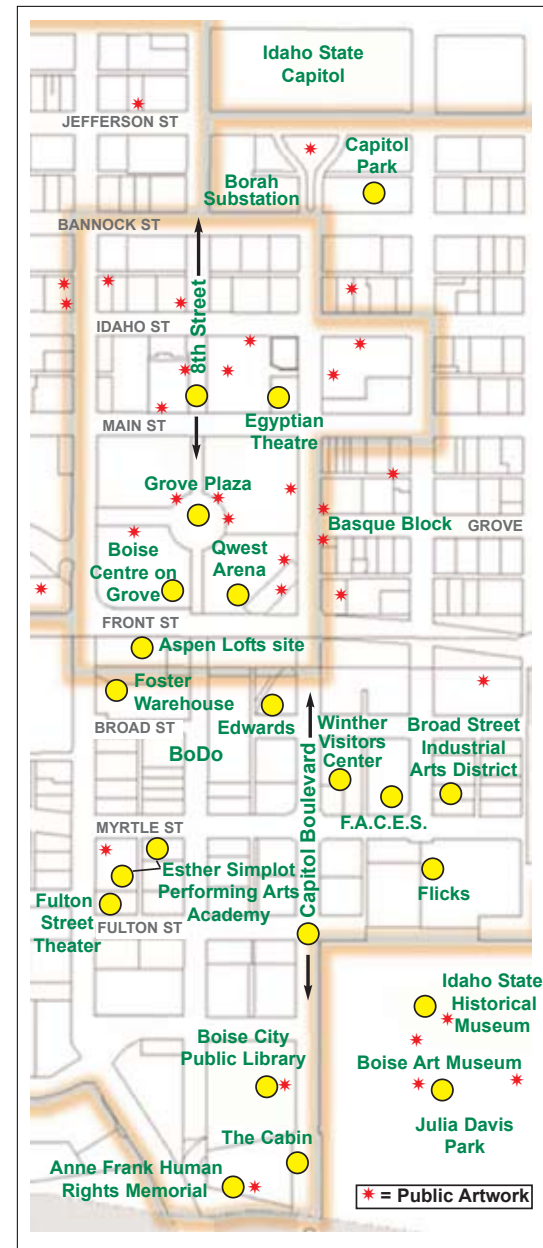 Idaho State
Capitol
JEFFERSON ST
Capitol
Park
Borah
Substation
BANNOCK ST
8th Street
IDAHO ST
MAIN ST
Egyptian
Theatre
Grove Plaza
Basque Block
GROVE
Boise
Centre on
Grove
Qwest
Arena
FRONT ST
Aspen Lofts site
Foster
Warehouse
BROAD ST
Edwards
BoDo
Winther
Visitors
Center
Broad Street
Industrial
Arts District
Capitol Boulevard
F.A.C.E.S.
MYRTLE ST
Esther Simplot
Performing Arts
Academy
Flicks
Fulton
Street
Theater
FULTON ST
Idaho State
Historical
Museum
Boise City
Public Library
Boise Art Museum
Julia Davis
Park
The Cabin
Anne Frank Human
Rights Memorial
= Public Artwork